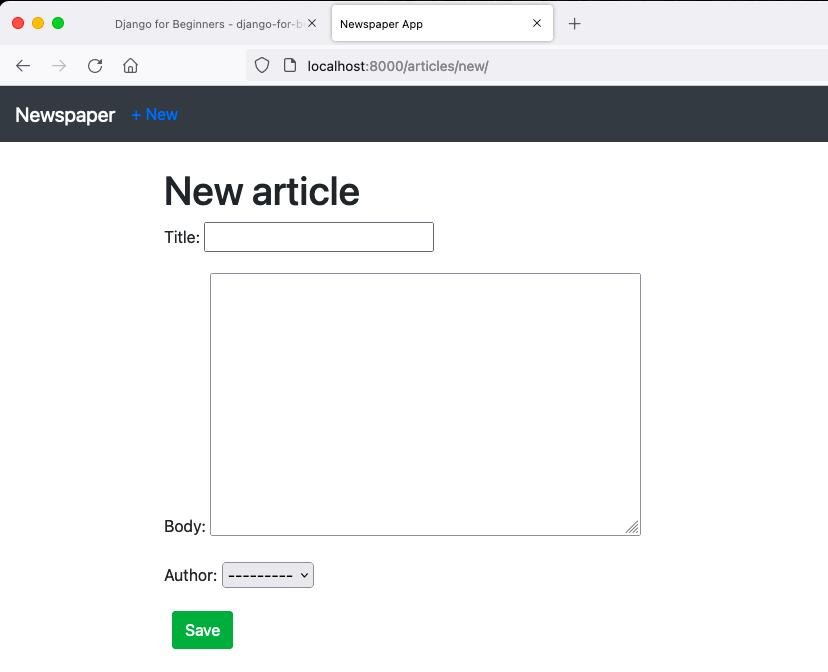 Django for Beginners - django-for-b
Newspaper App
localhost:8000/articles/new/
Newspaper + New
New article
Title:
Body:
Author: ---------
Save